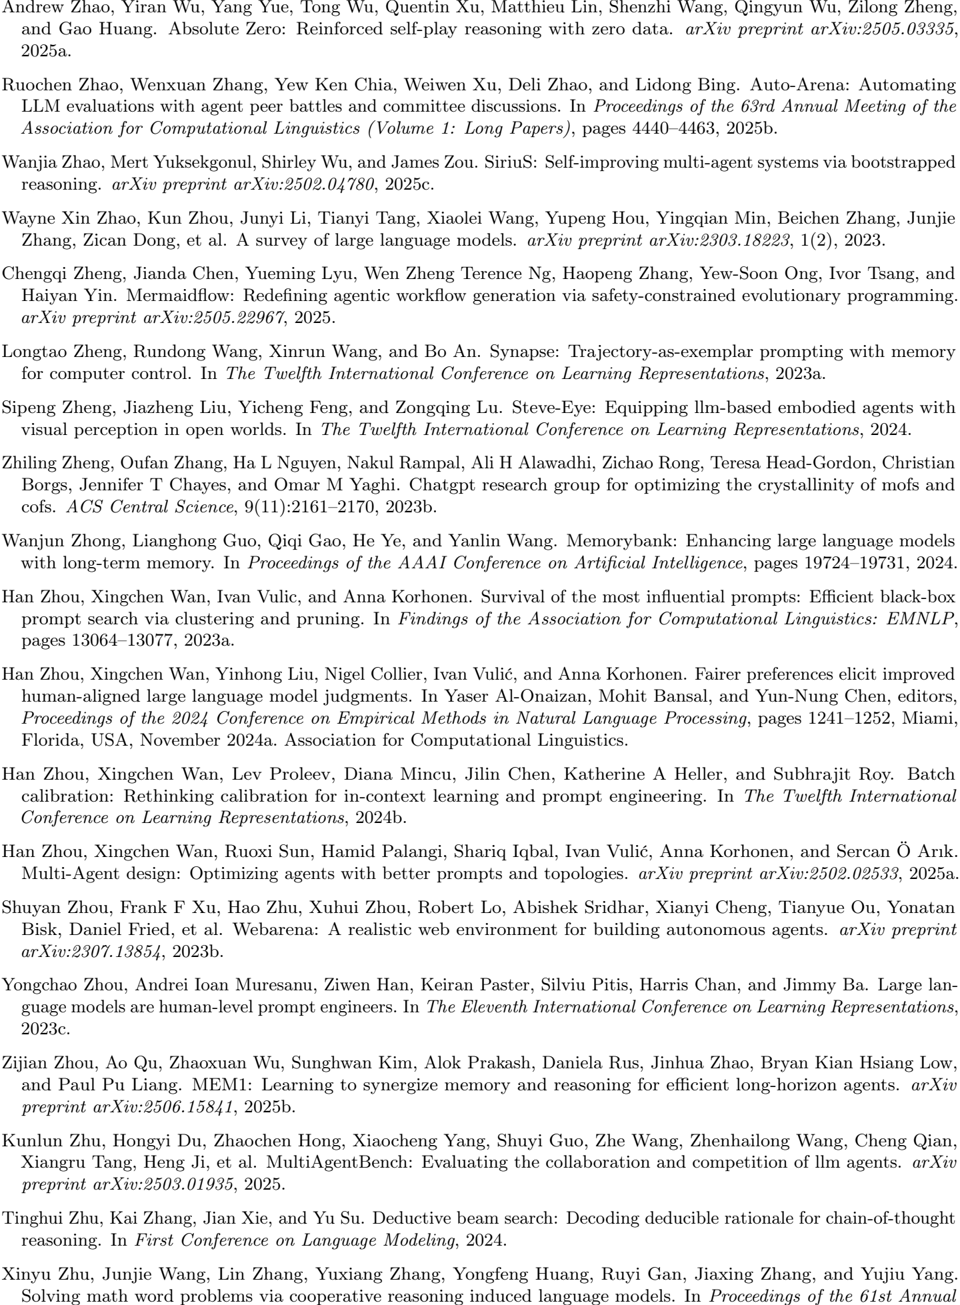 Andrew Zhao, Yiran Wu, Yang Yue, Tong Wu, Quentin Xu, Matthieu Lin, Shenzhi Wang, Qingyun Wu, Zilong Zheng,
and Gao Huang. Absolute Zero: Reinforced self-play reasoning with zero data. arXiv preprint arXiv:2505.03335,
2025a.
Ruochen Zhao, Wenxuan Zhang, Yew Ken Chia, Weiwen Xu, Deli Zhao, and Lidong Bing. Auto-Arena: Automating
LLM evaluations with agent peer battles and committee discussions. In Proceedings of the 63rd Annual Meeting of the
Association for Computational Linguistics (Volume 1: Long Papers), pages 4440–4463, 2025b.
Wanjia Zhao, Mert Yuksekgonul, Shirley Wu, and James Zou. SiriuS: Self-improving multi-agent systems via bootstrapped
reasoning. arXiv preprint arXiv:2502.04780, 2025c.
Wayne Xin Zhao, Kun Zhou, Junyi Li, Tianyi Tang, Xiaolei Wang, Yupeng Hou, Yingqian Min, Beichen Zhang, Junjie
Zhang, Zican Dong, et al. A survey of large language models. arXiv preprint arXiv:2303.18223, 1(2), 2023.
Chengqi Zheng, Jianda Chen, Yueming Lyu, Wen Zheng Terence Ng, Haopeng Zhang, Yew-Soon Ong, Ivor Tsang, and
Haiyan Yin. Mermaidflow: Redefining agentic workflow generation via safety-constrained evolutionary programming.
arXiv preprint arXiv:2505.22967, 2025.
Longtao Zheng, Rundong Wang, Xinrun Wang, and Bo An. Synapse: Trajectory-as-exemplar prompting with memory
for computer control. In The Twelfth International Conference on Learning Representations, 2023a.
Sipeng Zheng, Jiazheng Liu, Yicheng Feng, and Zongqing Lu. Steve-Eye: Equipping llm-based embodied agents with
visual perception in open worlds. In The Twelfth International Conference on Learning Representations, 2024.
Zhiling Zheng, Oufan Zhang, Ha L Nguyen, Nakul Rampal, Ali H Alawadhi, Zichao Rong, Teresa Head-Gordon, Christian
Borgs, Jennifer T Chayes, and Omar M Yaghi. Chatgpt research group for optimizing the crystallinity of mofs and
cofs. ACS Central Science, 9(11):2161–2170, 2023b.
Wanjun Zhong, Lianghong Guo, Qiqi Gao, He Ye, and Yanlin Wang. Memorybank: Enhancing large language models
with long-term memory. In Proceedings of the AAAI Conference on Artificial Intelligence, pages 19724–19731, 2024.
Han Zhou, Xingchen Wan, Ivan Vulic, and Anna Korhonen. Survival of the most influential prompts: Efficient black-box
prompt search via clustering and pruning. In Findings of the Association for Computational Linguistics: EMNLP,
pages 13064–13077, 2023a.
Han Zhou, Xingchen Wan, Yinhong Liu, Nigel Collier, Ivan Vulić, and Anna Korhonen. Fairer preferences elicit improved
human-aligned large language model judgments. In Yaser Al-Onaizan, Mohit Bansal, and Yun-Nung Chen, editors,
Proceedings of the 2024 Conference on Empirical Methods in Natural Language Processing, pages 1241–1252, Miami,
Florida, USA, November 2024a. Association for Computational Linguistics.
Han Zhou, Xingchen Wan, Lev Proleev, Diana Mincu, Jilin Chen, Katherine A Heller, and Subhrajit Roy. Batch
calibration: Rethinking calibration for in-context learning and prompt engineering. In The Twelfth International
Conference on Learning Representations, 2024b.
Han Zhou, Xingchen Wan, Ruoxi Sun, Hamid Palangi, Shariq Iqbal, Ivan Vulić, Anna Korhonen, and Sercan Ö Arık.
Multi-Agent design: Optimizing agents with better prompts and topologies. arXiv preprint arXiv:2502.02533, 2025a.
Shuyan Zhou, Frank F Xu, Hao Zhu, Xuhui Zhou, Robert Lo, Abishek Sridhar, Xianyi Cheng, Tianyue Ou, Yonatan
Bisk, Daniel Fried, et al. Webarena: A realistic web environment for building autonomous agents. arXiv preprint
arXiv:2307.13854, 2023b.
Yongchao Zhou, Andrei Ioan Muresanu, Ziwen Han, Keiran Paster, Silviu Pitis, Harris Chan, and Jimmy Ba. Large lan-
guage models are human-level prompt engineers. In The Eleventh International Conference on Learning Representations,
2023c.
Zijian Zhou, Ao Qu, Zhaoxuan Wu, Sunghwan Kim, Alok Prakash, Daniela Rus, Jinhua Zhao, Bryan Kian Hsiang Low,
and Paul Pu Liang. MEM1: Learning to synergize memory and reasoning for efficient long-horizon agents. arXiv
preprint arXiv:2506.15841, 2025b.
Kunlun Zhu, Hongyi Du, Zhaochen Hong, Xiaocheng Yang, Shuyi Guo, Zhe Wang, Zhenhailong Wang, Cheng Qian,
Xiangru Tang, Heng Ji, et al. MultiAgentBench: Evaluating the collaboration and competition of llm agents. arXiv
preprint arXiv:2503.01935, 2025.
Tinghui Zhu, Kai Zhang, Jian Xie, and Yu Su. Deductive beam search: Decoding deducible rationale for chain-of-thought
reasoning. In First Conference on Language Modeling, 2024.
Xinyu Zhu, Junjie Wang, Lin Zhang, Yuxiang Zhang, Yongfeng Huang, Ruyi Gan, Jiaxing Zhang, and Yujiu Yang.
Solving math word problems via cooperative reasoning induced language models. In Proceedings of the 61st Annual